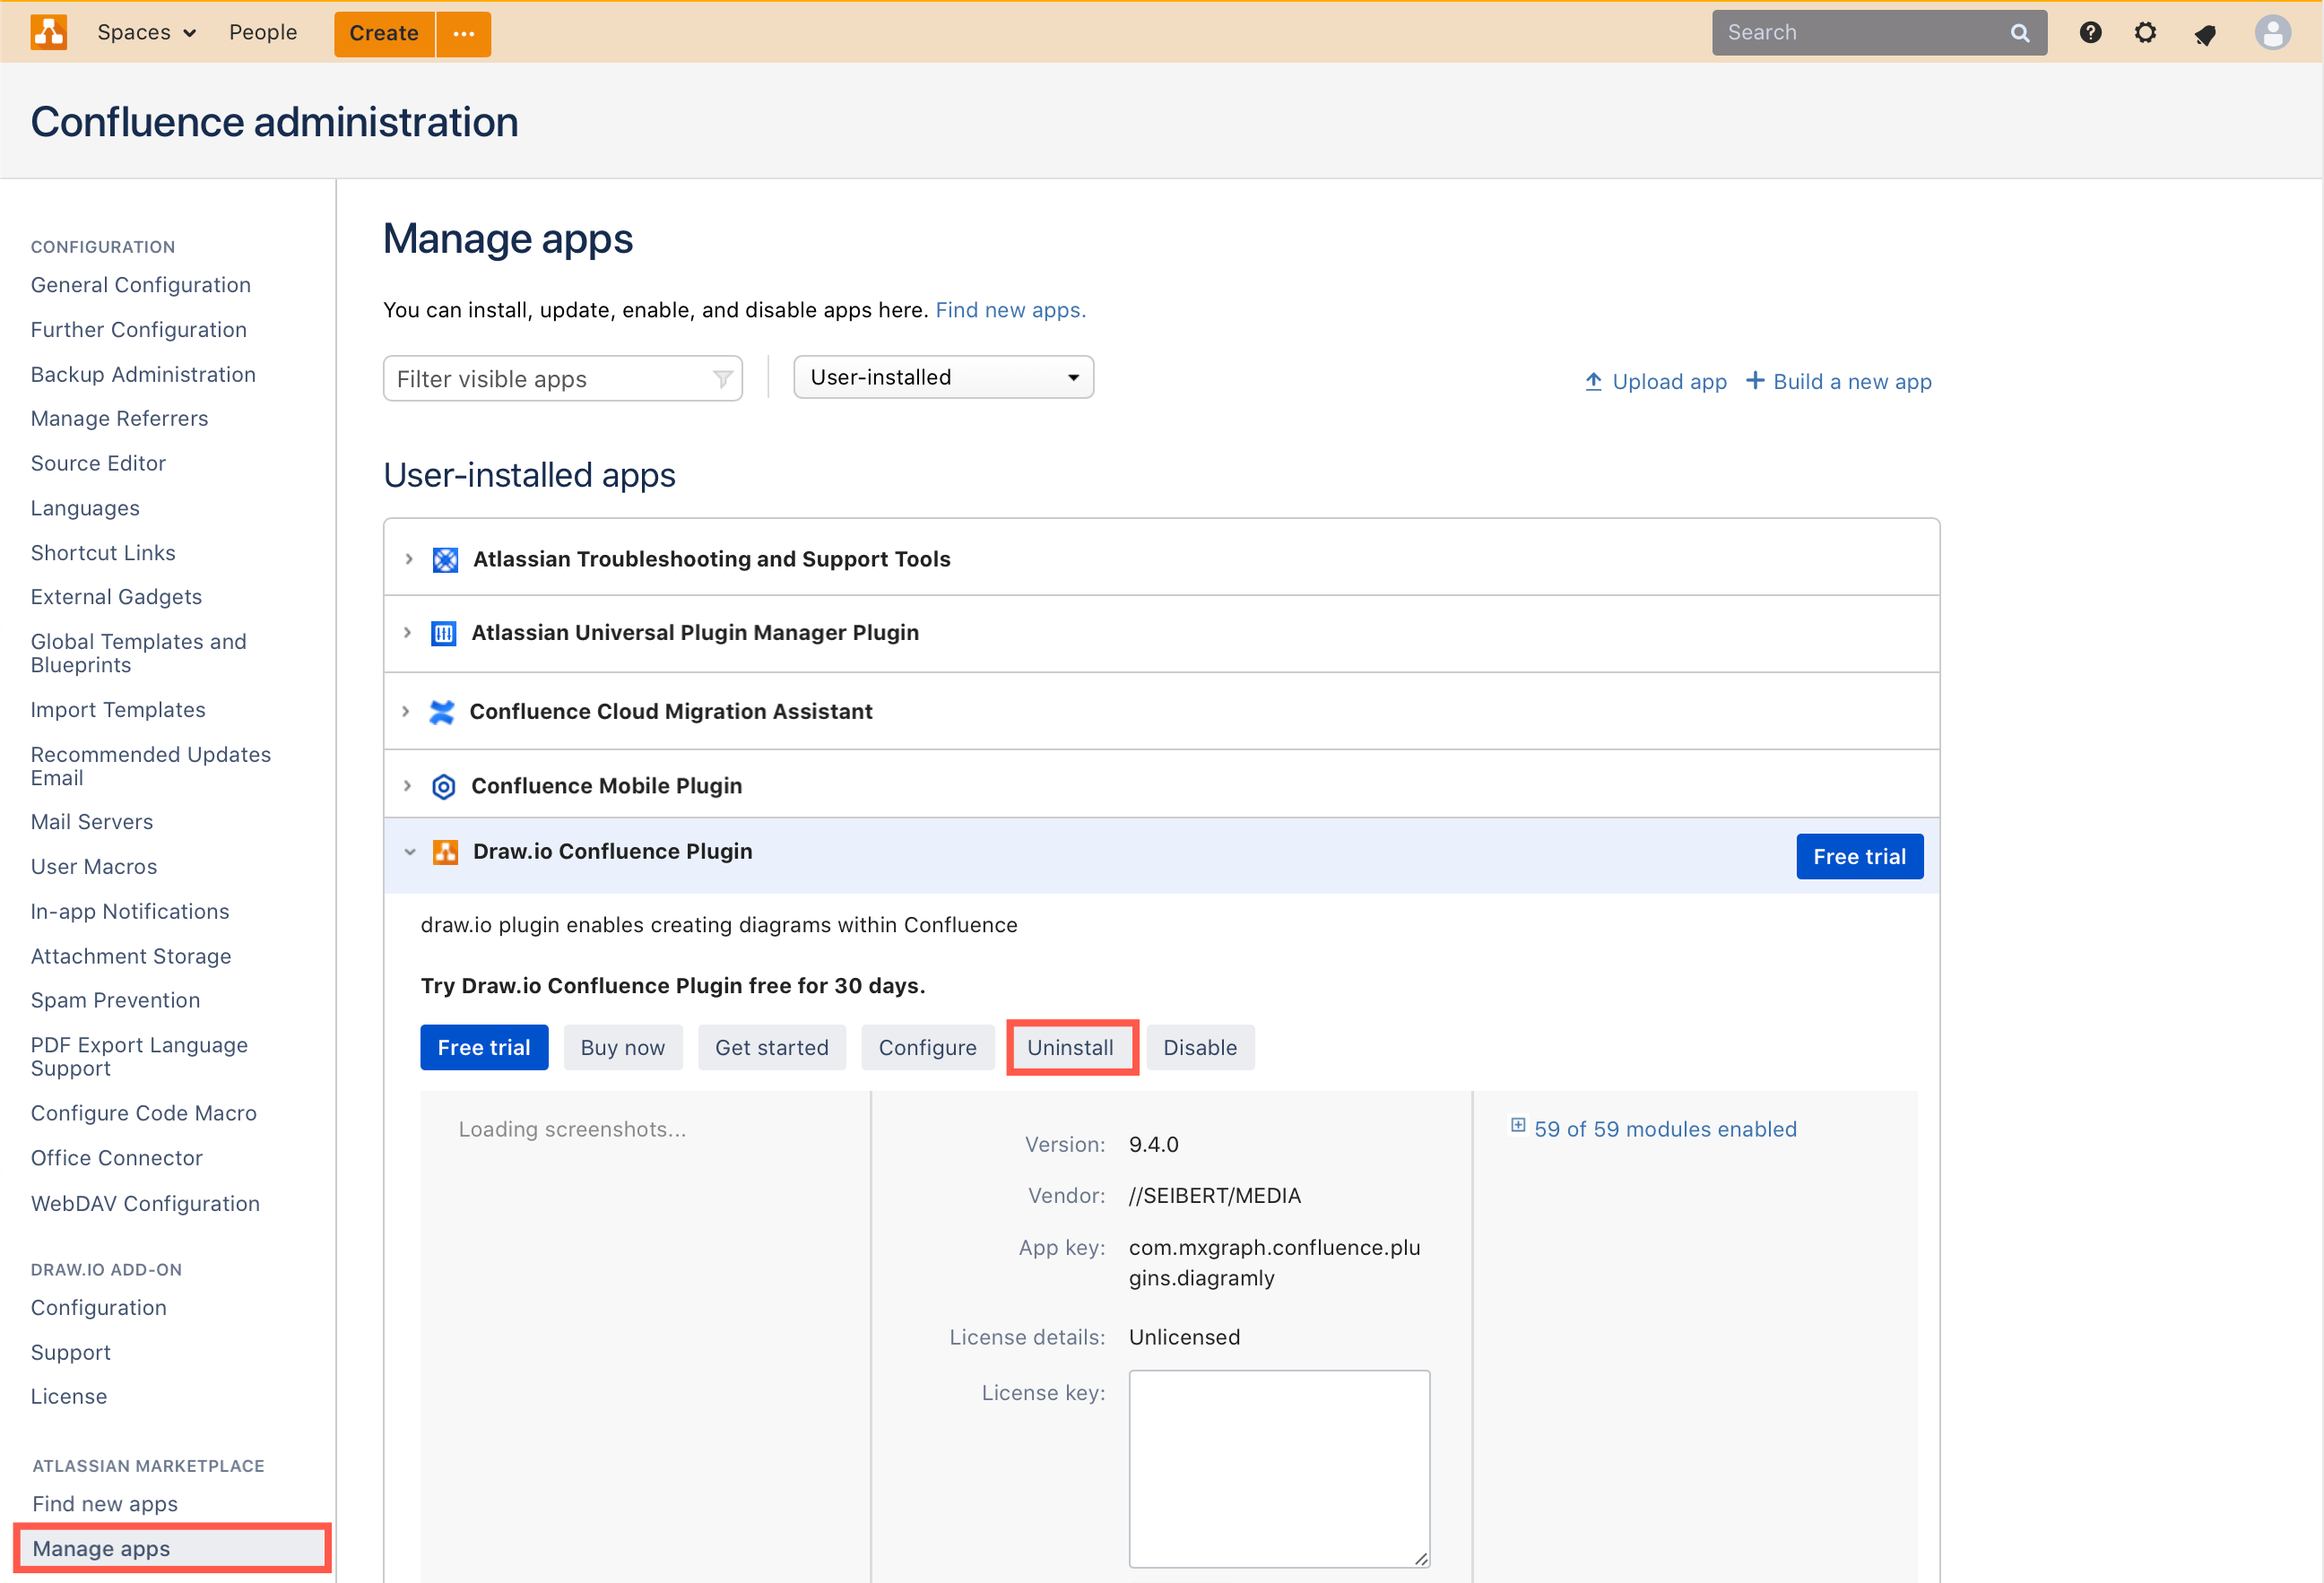 Spaces People Create ... Search
Confluence administration
CONFIGURATION
General Configuration
Further Configuration
Backup Administration
Manage Referrers
Source Editor
Languages
Shortcut Links
External Gadgets
Global Templates and
Blueprints
Import Templates
Recommended Updates
Email
Mail Servers
User Macros
In-app Notifications
Attachment Storage
Spam Prevention
PDF Export Language
Support
Configure Code Macro
Office Connector
WebDAV Configuration
DRAW.IO ADD-ON
Configuration
Support
License
ATLASSIAN MARKETPLACE
Find new apps
Manage apps
Manage apps
You can install, update, enable, and disable apps here. Find new apps.
Filter visible apps User-installed Upload app Build a new app
User-installed apps
Atlassian Troubleshooting and Support Tools
Atlassian Universal Plugin Manager Plugin
Confluence Cloud Migration Assistant
Confluence Mobile Plugin
Draw.io Confluence Plugin Free trial
draw.io plugin enables creating diagrams within Confluence
Try Draw.io Confluence Plugin free for 30 days.
Free trial Buy now Get started Configure Uninstall Disable
Loading screenshots...
Version: 9.4.0
Vendor: //SEIBERT/MEDIA
App key: com.mxgraph.confluence.plu
gins.diagramly
License details: Unlicensed
License key:
59 of 59 modules enabled